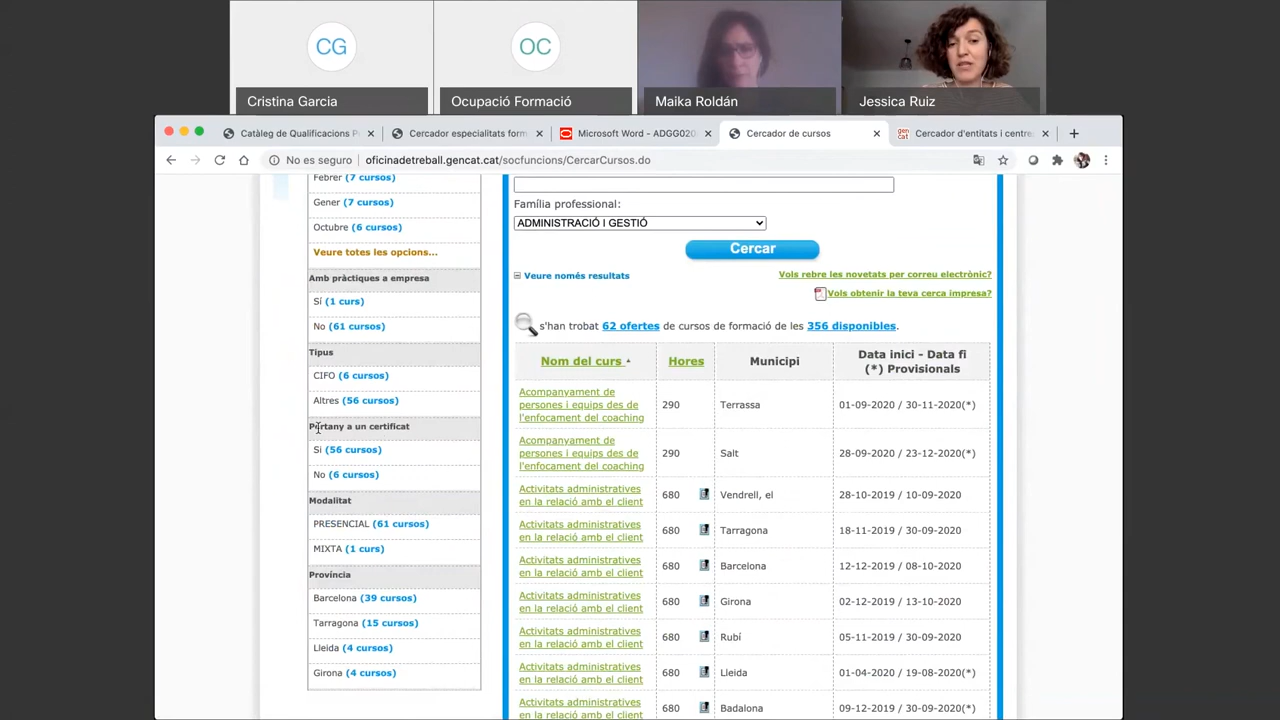 CG
OC
Cristina Garcia
Ocupació Formació
Maika Roldán
Jessica Ruiz
Catàleg de Qualificacions P
Cercador especialitats form
Microsoft Word - ADGG020
Cercador de cursos
gen cat
Cercador d'entitats i centre
No es seguro
oficinadetreball.gencat.cat/socfuncions/CercarCursos.do
Febrer (7 cursos)
Gener (7 cursos)
Octubre (6 cursos)
Veure totes les opcions...
Amb pràctiques a empresa
Sí (1 curs)
No (61 cursos)
Tipus
CIFO (6 cursos)
Altres (56 cursos)
Pertany a un certificat
Si (56 cursos)
No (6 cursos)
Modalitat
PRESENCIAL (61 cursos)
MIXTA (1 curs)
Província
Barcelona (39 cursos)
Tarragona (15 cursos)
Lleida (4 cursos)
Girona (4 cursos)
Família professional:
ADMINISTRACIÓ I GESTIÓ
Cercar
Veure només resultats
Vols rebre les novetats per correu electrònic?
Vols obtenir la teva cerca impresa?
s'han trobat 62 ofertes de cursos de formació de les 356 disponibles.
Nom del curs Hores Municipi Data inici - Data fi
(*) Provisionals
Acompanyament de
persones i equips des de
l'enfocament del coaching
290 Terrassa 01-09-2020 / 30-11-2020(*)
Acompanyament de
persones i equips des de
l'enfocament del coaching
290 Salt 28-09-2020 / 23-12-2020(*)
Activitats administratives
en la relació amb el client
680 Vendrell, el 28-10-2019 / 10-09-2020
Activitats administratives
en la relació amb el client
680 Tarragona 18-11-2019 / 30-09-2020
Activitats administratives
en la relació amb el client
680 Barcelona 12-12-2019 / 08-10-2020
Activitats administratives
en la relació amb el client
680 Girona 02-12-2019 / 13-10-2020
Activitats administratives
en la relació amb el client
680 Rubí 05-11-2019 / 30-09-2020
Activitats administratives
en la relació amb el client
680 Lleida 01-04-2020 / 19-08-2020(*)
Activitats administratives
680 Badalona 09-12-2019 / 30-09-2020(*)